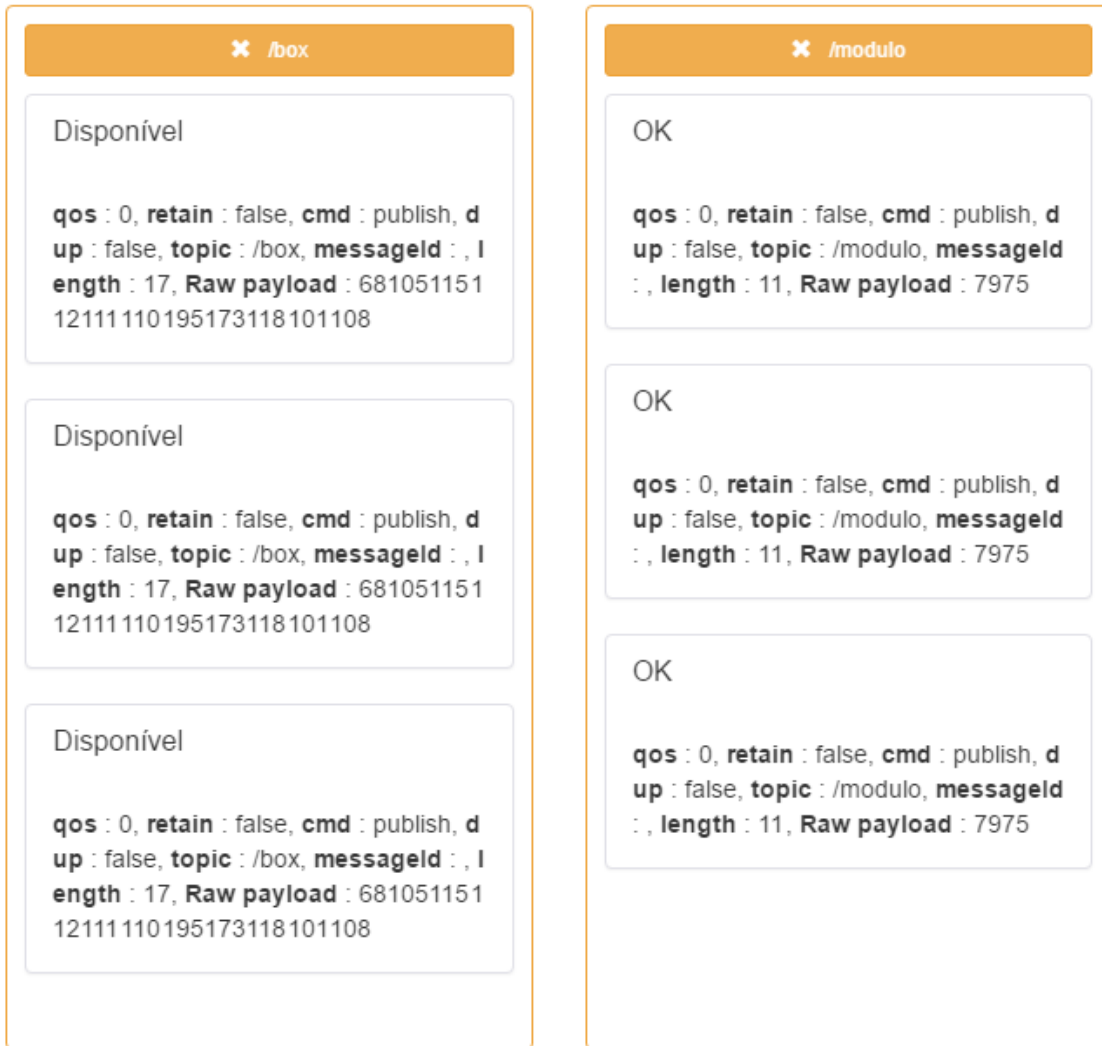 ✖ /box
Disponível
qos : 0, retain : false, cmd : publish, d
up : false, topic : /box, messageId : , l
ength : 17, Raw payload : 681051151
12111110195173118101108
Disponível
qos : 0, retain : false, cmd : publish, d
up : false, topic : /box, messageId : , l
ength : 17, Raw payload : 681051151
12111110195173118101108
Disponível
qos : 0, retain : false, cmd : publish, d
up : false, topic : /box, messageId : , l
ength : 17, Raw payload : 681051151
12111110195173118101108
✖ /modulo
OK
qos : 0, retain : false, cmd : publish, d
up : false, topic : /modulo, messageId
: , length : 11, Raw payload : 7975
OK
qos : 0, retain : false, cmd : publish, d
up : false, topic : /modulo, messageId
: , length : 11, Raw payload : 7975
OK
qos : 0, retain : false, cmd : publish, d
up : false, topic : /modulo, messageId
: , length : 11, Raw payload : 7975